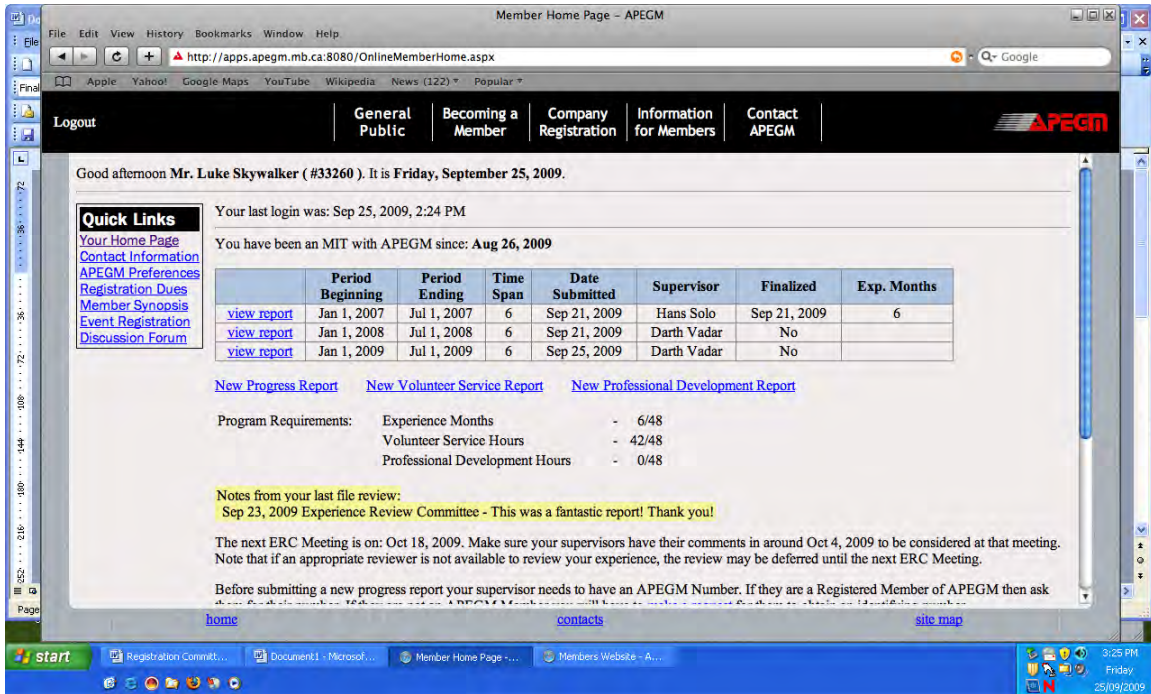 Member Home Page – APEGM
File Edit View History Bookmarks Window Help
File
http://apps.apegm.mb.ca:8080/OnlineMemberHome.aspx
Google
Apple Yahoo! Google Maps YouTube Wikipedia News (122) Popular
Final
Logout
General Public
Becoming a Member
Company Registration
Information for Members
Contact APEGM
APEGM
Good afternoon Mr. Luke Skywalker ( #33260 ). It is Friday, September 25, 2009.
Quick Links
Your Home Page
Contact Information
APEGM Preferences
Registration Dues
Member Synopsis
Event Registration
Discussion Forum
Your last login was: Sep 25, 2009, 2:24 PM
You have been an MIT with APEGM since: Aug 26, 2009
Period Beginning Period Ending Time Span Date Submitted Supervisor Finalized Exp. Months
view report Jan 1, 2007 Jul 1, 2007 6 Sep 21, 2009 Hans Solo Sep 21, 2009 6
view report Jan 1, 2008 Jul 1, 2008 6 Sep 21, 2009 Darth Vadar No
view report Jan 1, 2009 Jul 1, 2009 6 Sep 25, 2009 Darth Vadar No
New Progress Report New Volunteer Service Report New Professional Development Report
Program Requirements: Experience Months - 6/48
Volunteer Service Hours - 42/48
Professional Development Hours - 0/48
Notes from your last file review:
Sep 23, 2009 Experience Review Committee - This was a fantastic report! Thank you!
The next ERC Meeting is on: Oct 18, 2009. Make sure your supervisors have their comments in around Oct 4, 2009 to be considered at that meeting.
Note that if an appropriate reviewer is not available to review your experience, the review may be deferred until the next ERC Meeting.
Before submitting a new progress report your supervisor needs to have an APEGM Number. If they are a Registered Member of APEGM then ask
home contacts site map
Page
start Registration Committ... Document1 - Microsof... Member Home Page -... Members Website - A...
3:25 PM
Friday
25/09/2009